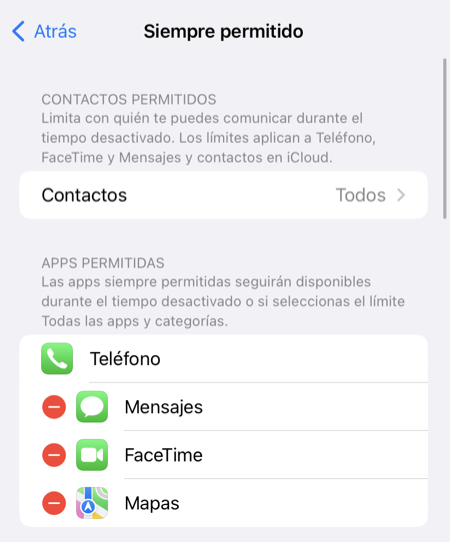 Atrás
Siempre permitido
CONTACTOS PERMITIDOS
Limita con quién te puedes comunicar durante el
tiempo desactivado. Los límites aplican a Teléfono,
FaceTime y Mensajes y contactos en iCloud.
Contactos
Todos
APPS PERMITIDAS
Las apps siempre permitidas seguirán disponibles
durante el tiempo desactivado o si seleccionas el límite
Todas las apps y categorías.
Teléfono
Mensajes
FaceTime
Mapas